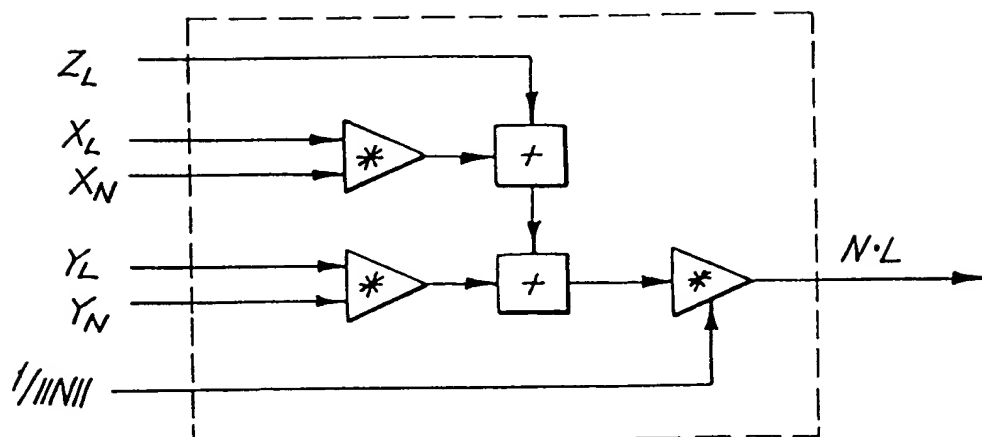 Z_L
X_L
*
+
X_N
Y_L
*
+
*
N·L
Y_N
1/||N||